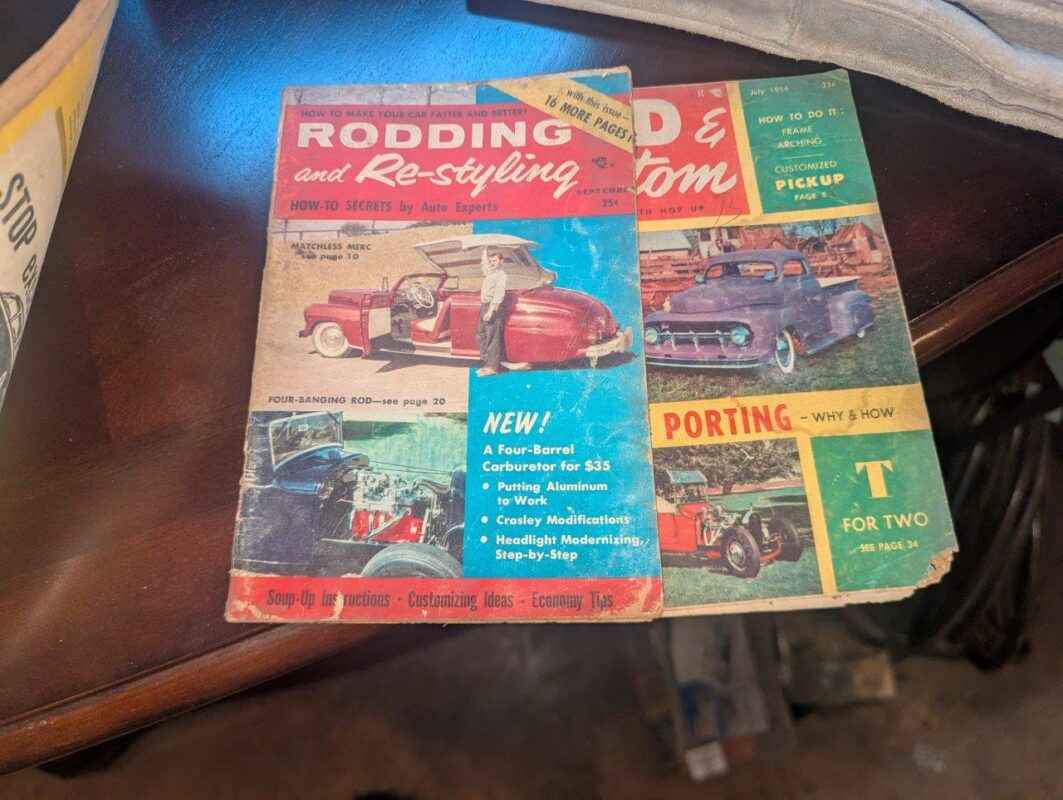 with this issue—
16 MORE PAGES!
HOW TO MAKE YOUR CAR FASTER AND BETTER!
RODDING
and Re-styling
SEPTEMBER
25¢
HOW-TO SECRETS by Auto Experts
MATCHLESS MERC
see page 10
FOUR-BANGING ROD—see page 20
NEW!
A Four-Barrel
Carburetor for $35
• Putting Aluminum
to Work
• Crosley Modifications
• Headlight Modernizing,
Step-by-Step
Soup-Up Instructions • Customizing Ideas • Economy Tips
D &
tom
TH HOP UP
July 1954
25¢
HOW TO DO IT :
FRAME
ARCHING
CUSTOMIZED
PICKUP
PAGE 8
PORTING – WHY & HOW
T
FOR TWO
SEE PAGE 34
STOP